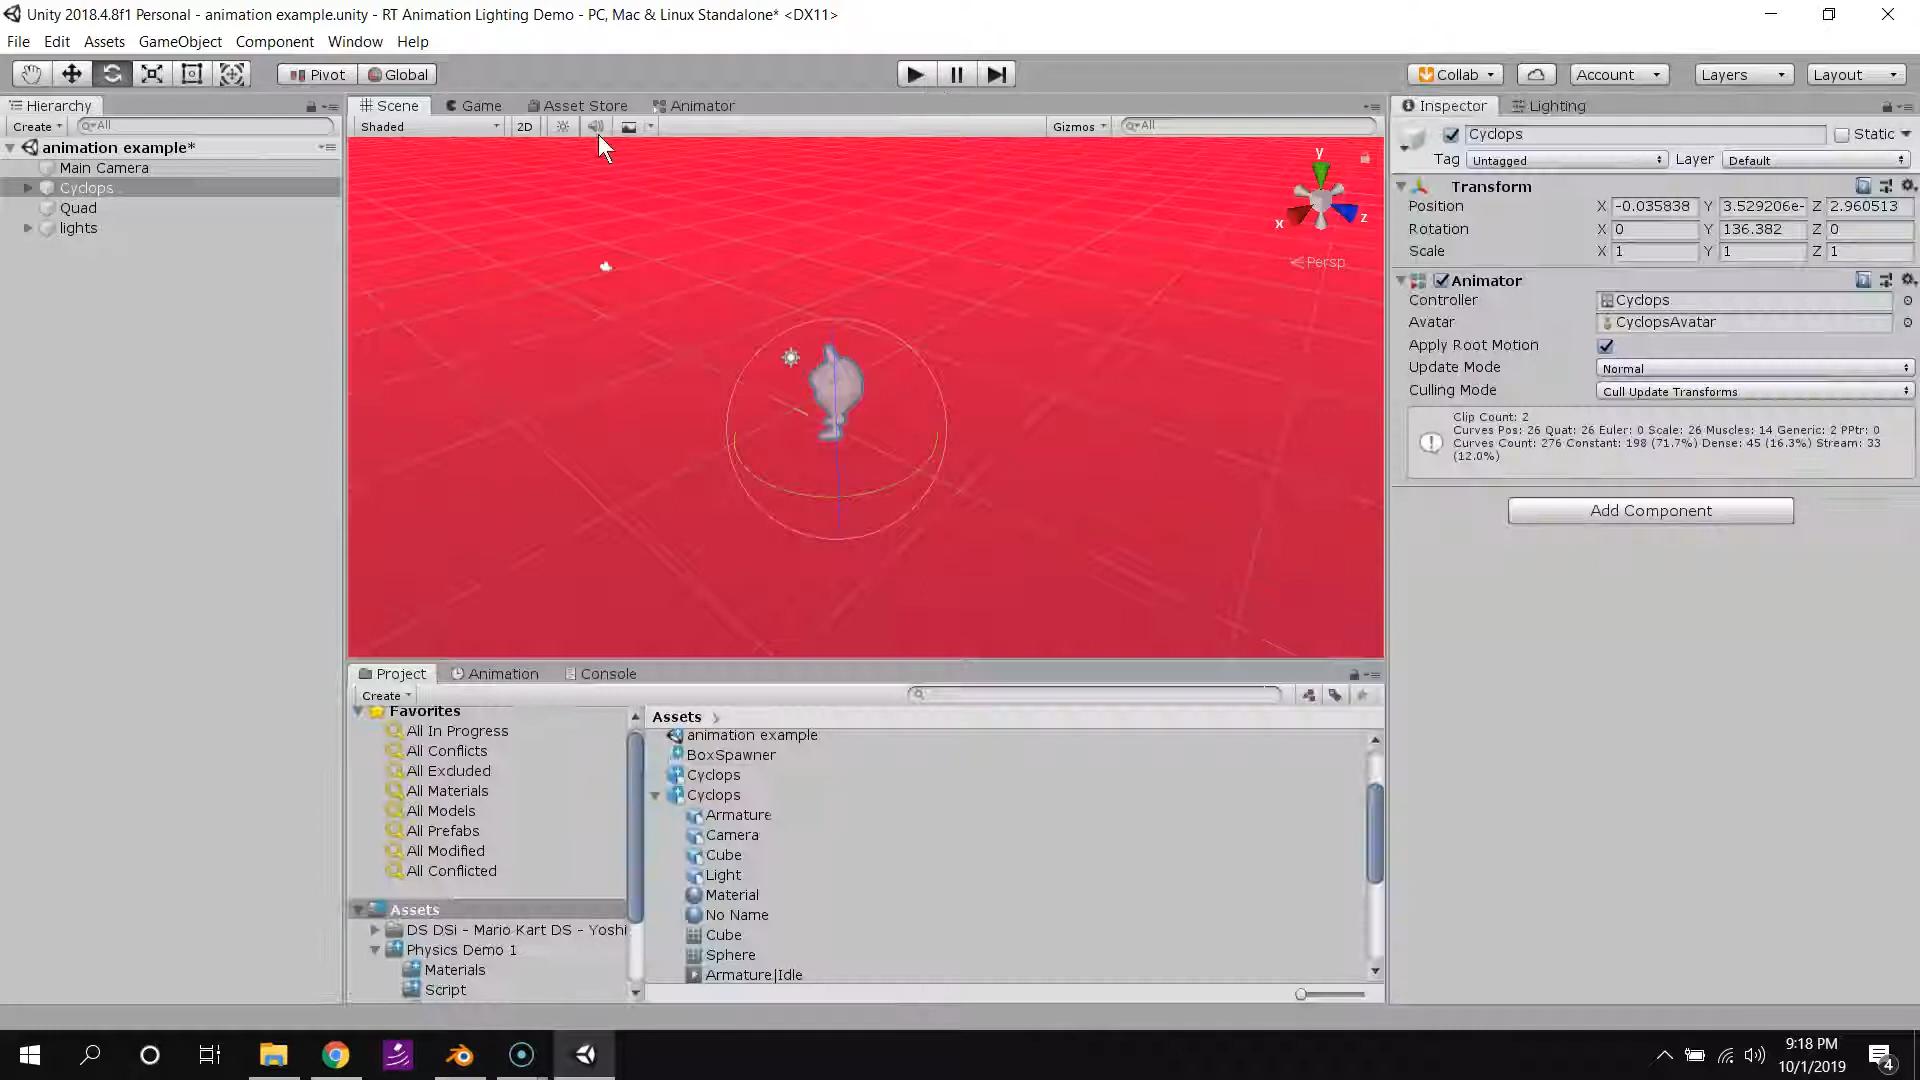 Unity 2018.4.8f1 Personal - animation example.unity - RT Animation Lighting Demo - PC, Mac & Linux Standalone* <DX11>
File Edit Assets GameObject Component Window Help
Pivot Global Collab Account Layers Layout
Hierarchy
Create All
animation example*
Main Camera
Cyclops
Quad
lights
Scene Game Asset Store Animator
Shaded 2D Gizmos All
y
x
z
Persp
Project Animation Console
Create
Favorites
All In Progress
All Conflicts
All Excluded
All Materials
All Models
All Prefabs
All Modified
All Conflicted
Assets
DS DSi - Mario Kart DS - Yoshi
Physics Demo 1
Materials
Script
Assets
animation example
BoxSpawner
Cyclops
Cyclops
Armature
Camera
Cube
Light
Material
No Name
Cube
Sphere
Armature|Idle
Inspector Lighting
Cyclops Static
Tag Untagged Layer Default
Transform
Position X -0.035838 Y 3.529206e- Z 2.960513
Rotation X 0 Y 136.382 Z 0
Scale X 1 Y 1 Z 1
Animator
Controller Cyclops
Avatar CyclopsAvatar
Apply Root Motion
Update Mode Normal
Culling Mode Cull Update Transforms
Clip Count: 2
Curves Pos: 26 Quat: 26 Euler: 0 Scale: 26 Muscles: 14 Generic: 2 PPtr: 0
Curves Count: 276 Constant: 198 (71.7%) Dense: 45 (16.3%) Stream: 33
(12.0%)
Add Component
9:18 PM
10/1/2019
4